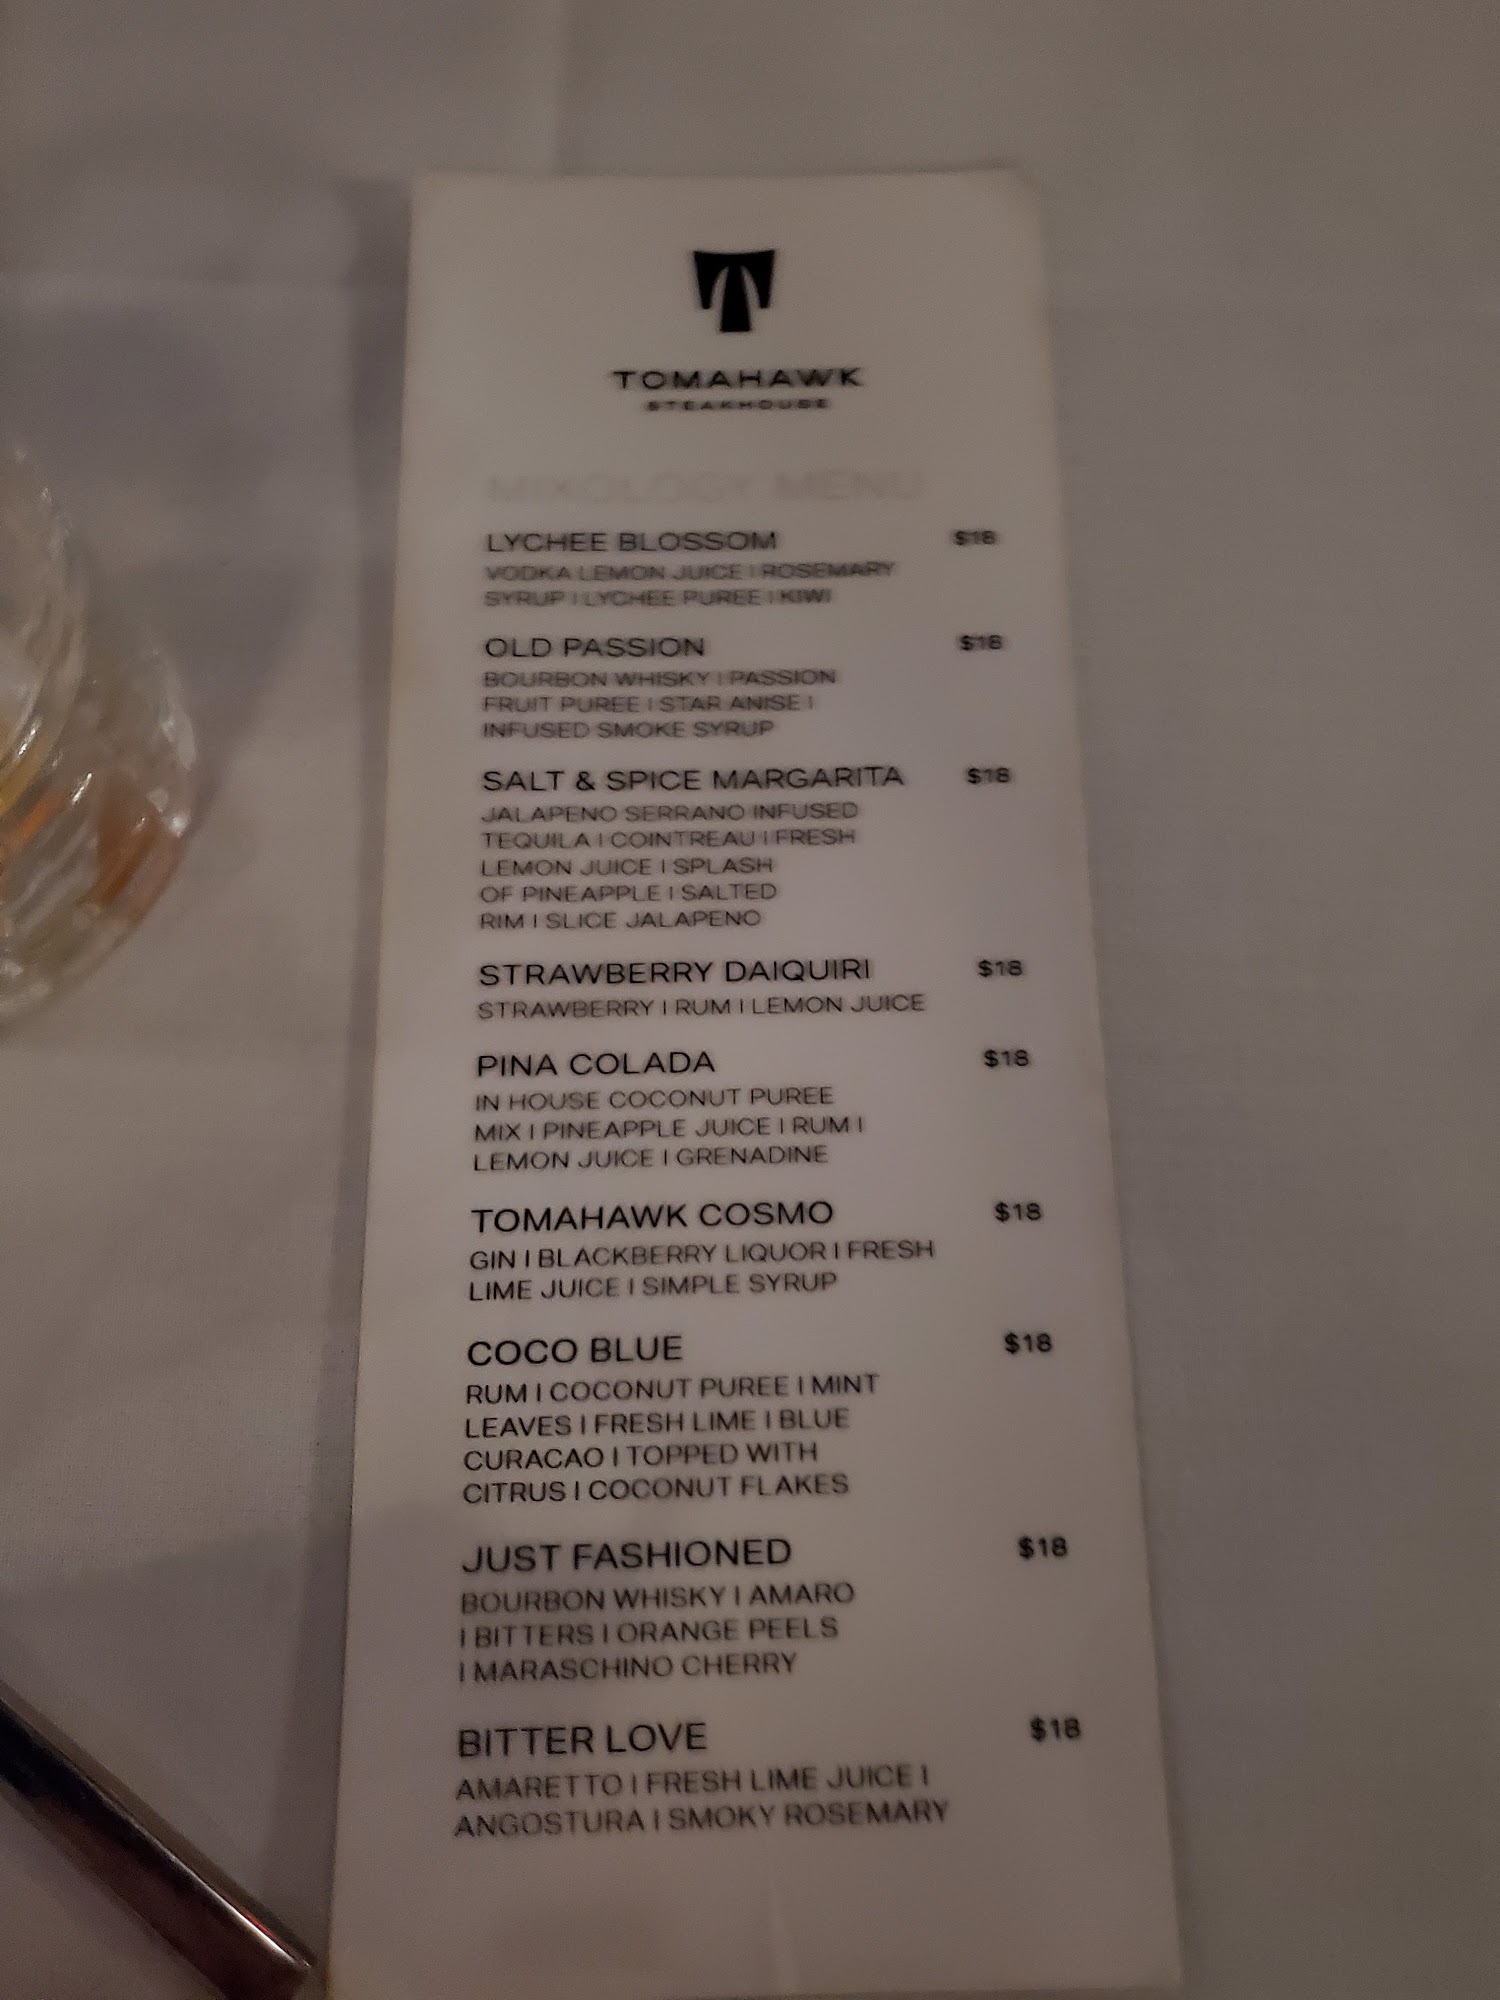 TOMAHAWK
STEAKHOUSE
MIXOLOGY MENU
LYCHEE BLOSSOM $18
VODKA LEMON JUICE | ROSEMARY
SYRUP | LYCHEE PUREE | KIWI
OLD PASSION $18
BOURBON WHISKY | PASSION
FRUIT PUREE | STAR ANISE |
INFUSED SMOKE SYRUP
SALT & SPICE MARGARITA $18
JALAPENO SERRANO INFUSED
TEQUILA | COINTREAU | FRESH
LEMON JUICE | SPLASH
OF PINEAPPLE | SALTED
RIM | SLICE JALAPENO
STRAWBERRY DAIQUIRI $18
STRAWBERRY | RUM | LEMON JUICE
PINA COLADA $18
IN HOUSE COCONUT PUREE
MIX | PINEAPPLE JUICE | RUM |
LEMON JUICE | GRENADINE
TOMAHAWK COSMO $18
GIN | BLACKBERRY LIQUOR | FRESH
LIME JUICE | SIMPLE SYRUP
COCO BLUE $18
RUM | COCONUT PUREE | MINT
LEAVES | FRESH LIME | BLUE
CURACAO | TOPPED WITH
CITRUS | COCONUT FLAKES
JUST FASHIONED $18
BOURBON WHISKY | AMARO
| BITTERS | ORANGE PEELS
| MARASCHINO CHERRY
BITTER LOVE $18
AMARETTO | FRESH LIME JUICE |
ANGOSTURA | SMOKY ROSEMARY